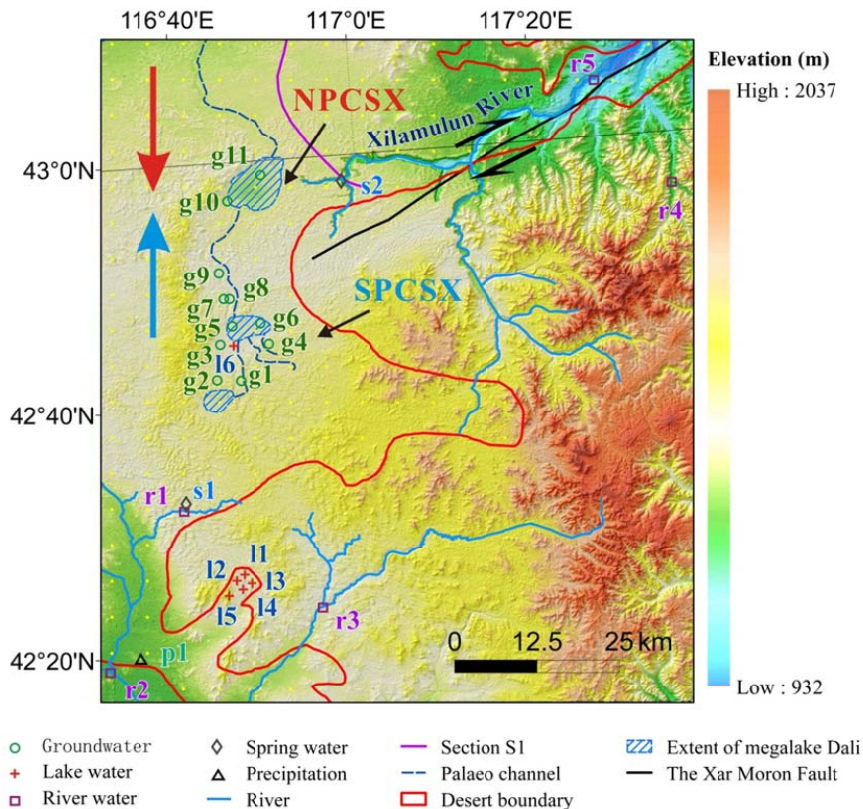 116°40'E 117°0'E 117°20'E
Elevation (m)
High : 2037
Low : 932
r5
NPCSX
Xilamulun River
g11
43°0'N
s2
r4
g10
g9
g8
g7
SPCSX
g5
g6
g3
g4
l6
g2
g1
42°40'N
r1
s1
l1
l2
l3
l4
l5
r3
0 12.5 25 km
p1
42°20'N
r2
Groundwater
Spring water
Section S1
Extent of megalake Dali
Lake water
Precipitation
Palaeo channel
The Xar Moron Fault
River water
River
Desert boundary